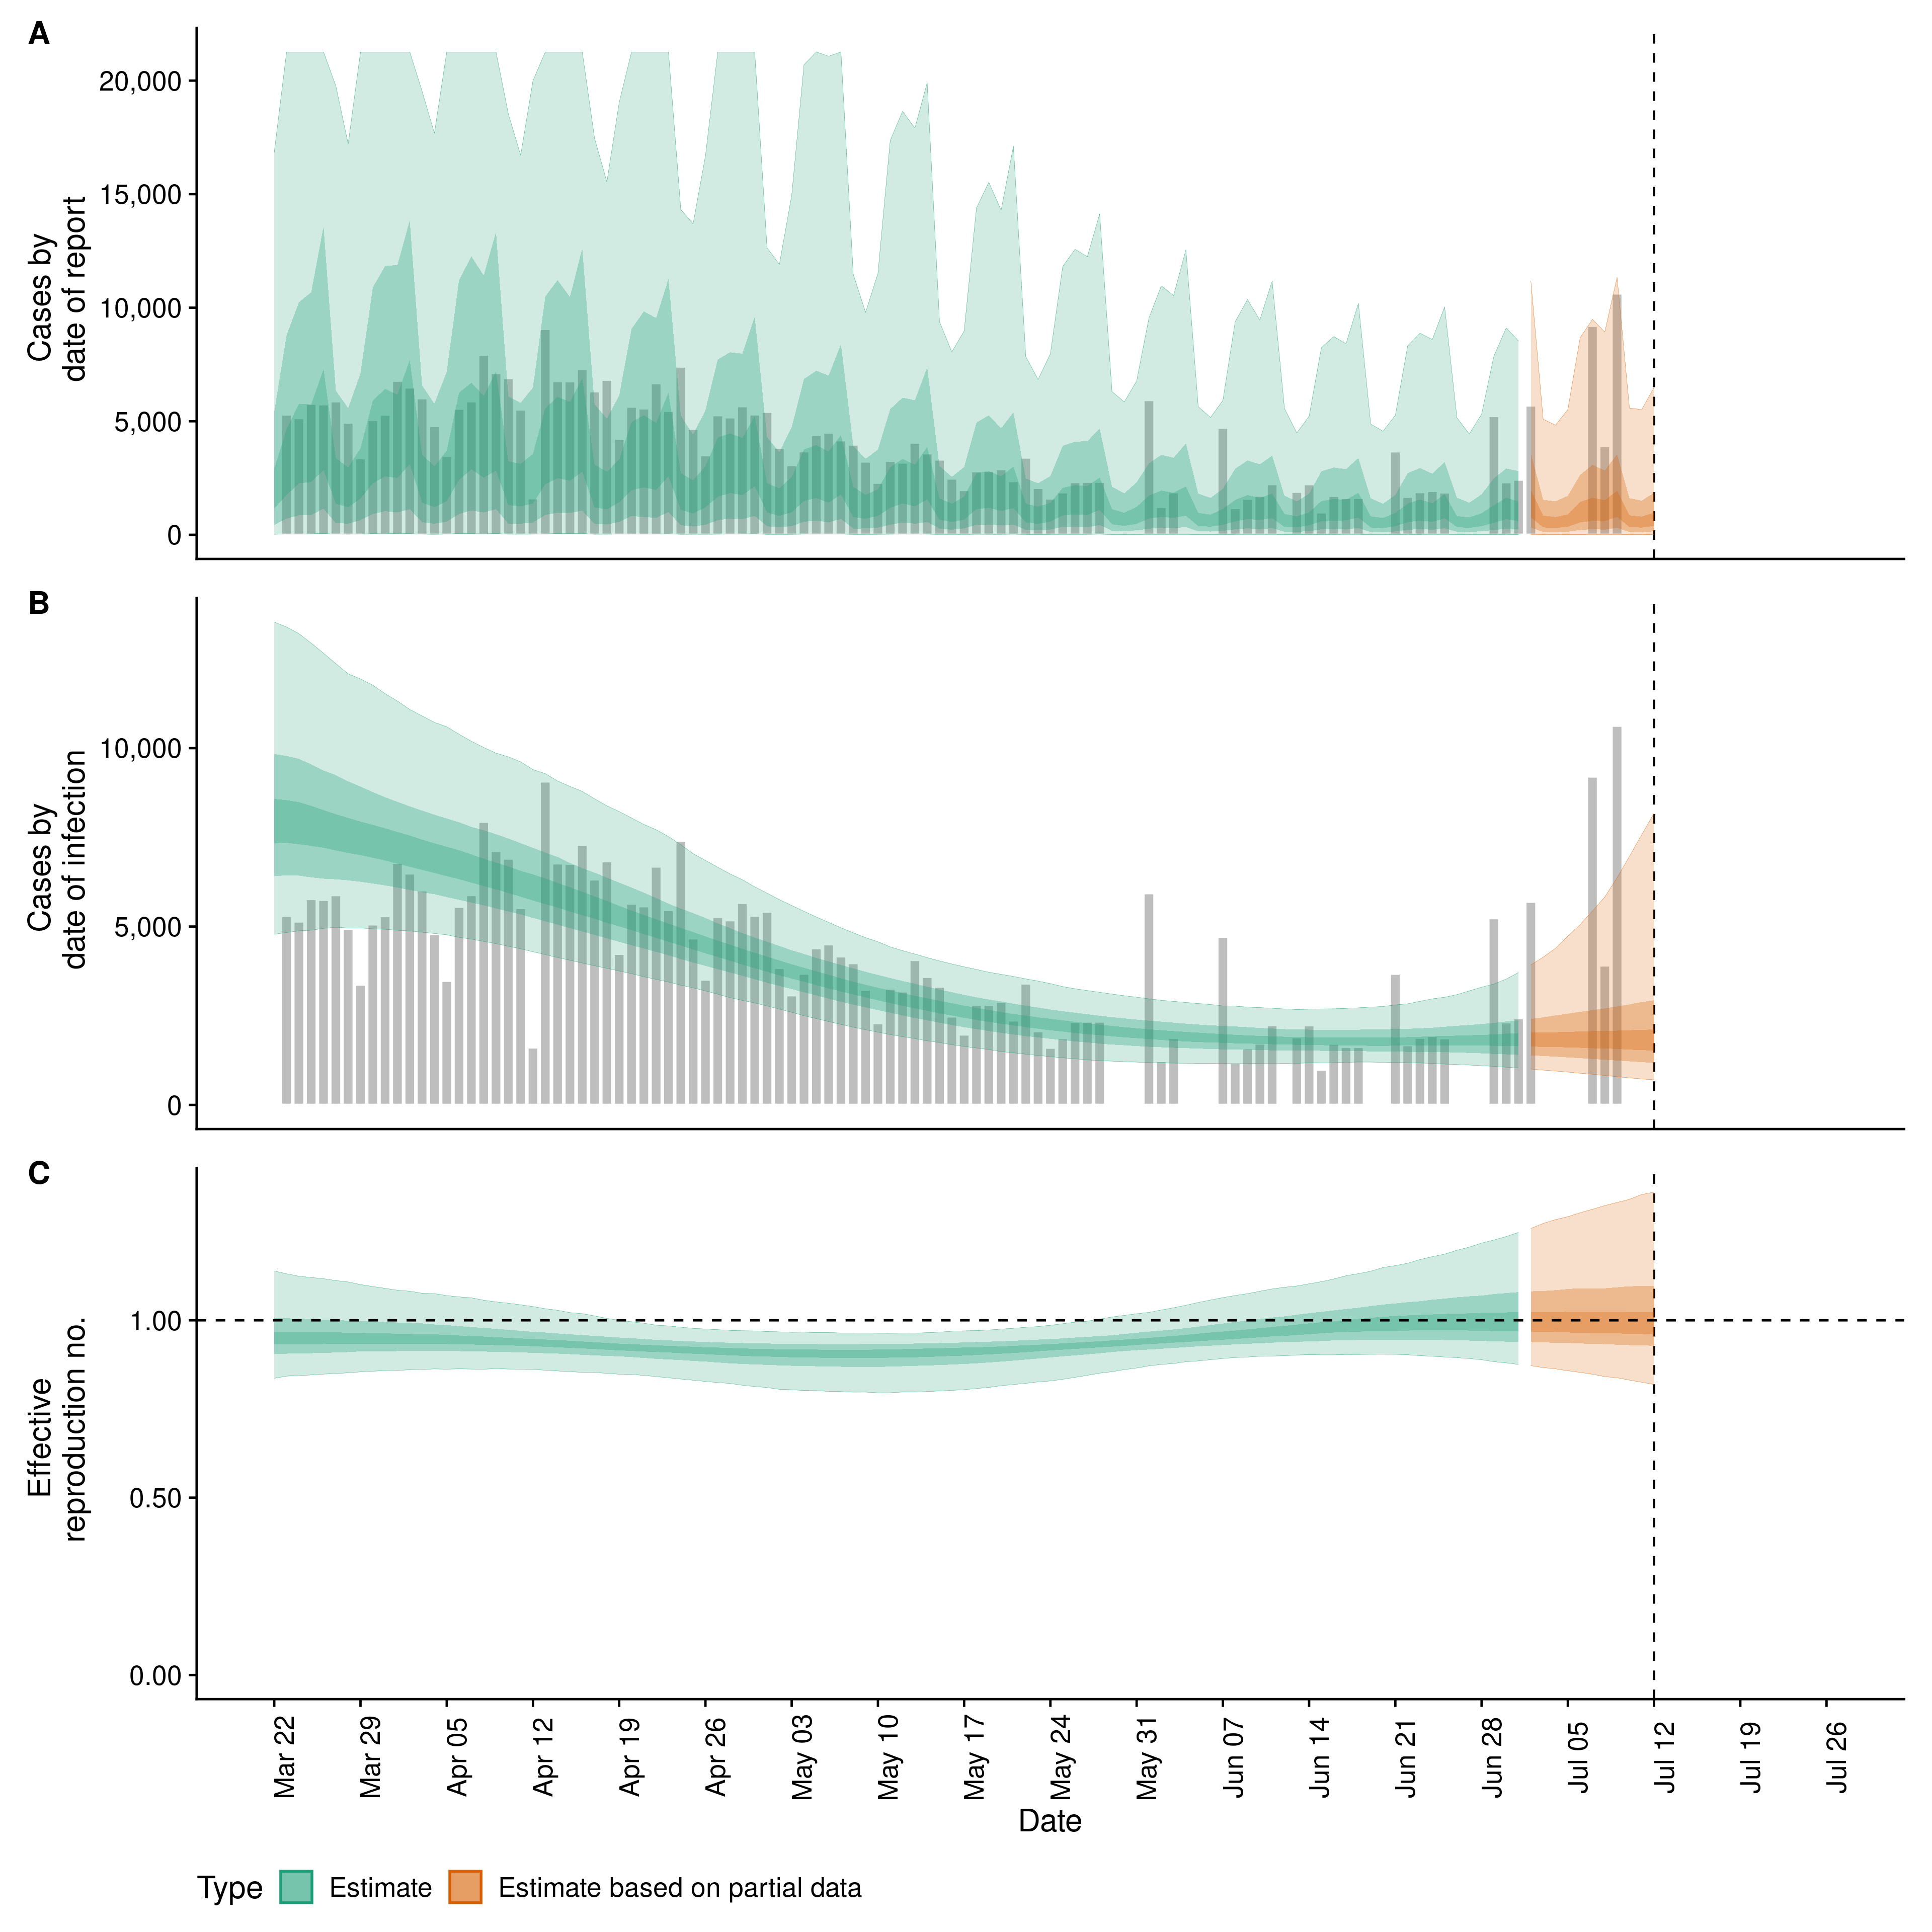 A
20,000
15,000
10,000
5,000
0
Cases by
date of report
B
10,000
5,000
0
Cases by
date of infection
C
1.00
0.50
0.00
Effective
reproduction no.
Mar 22
Mar 29
Apr 05
Apr 12
Apr 19
Apr 26
May 03
May 10
May 17
May 24
May 31
Jun 07
Jun 14
Jun 21
Jun 28
Jul 05
Jul 12
Jul 19
Jul 26
Date
Type Estimate Estimate based on partial data